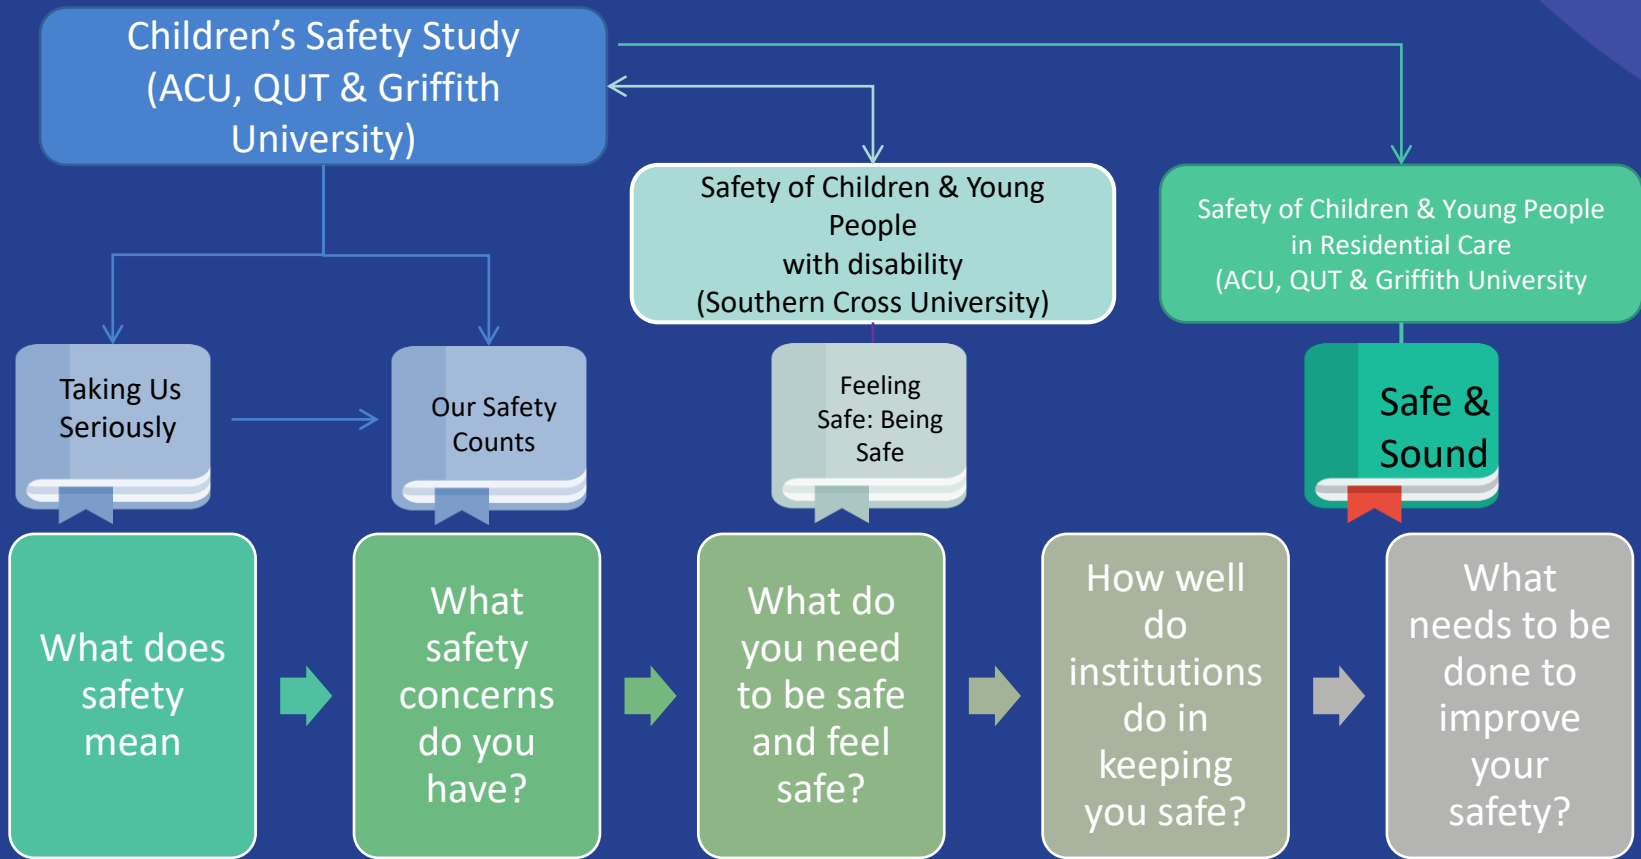 Children’s Safety Study
(ACU, QUT & Griffith
University)
Safety of Children & Young
People
with disability
(Southern Cross University)
Safety of Children & Young People
in Residential Care
(ACU, QUT & Griffith University
Taking Us
Seriously
Our Safety
Counts
Feeling
Safe: Being
Safe
Safe &
Sound
What does
safety
mean
What
safety
concerns
do you
have?
What do
you need
to be safe
and feel
safe?
How well
do
institutions
do in
keeping
you safe?
What
needs to be
done to
improve
your
safety?